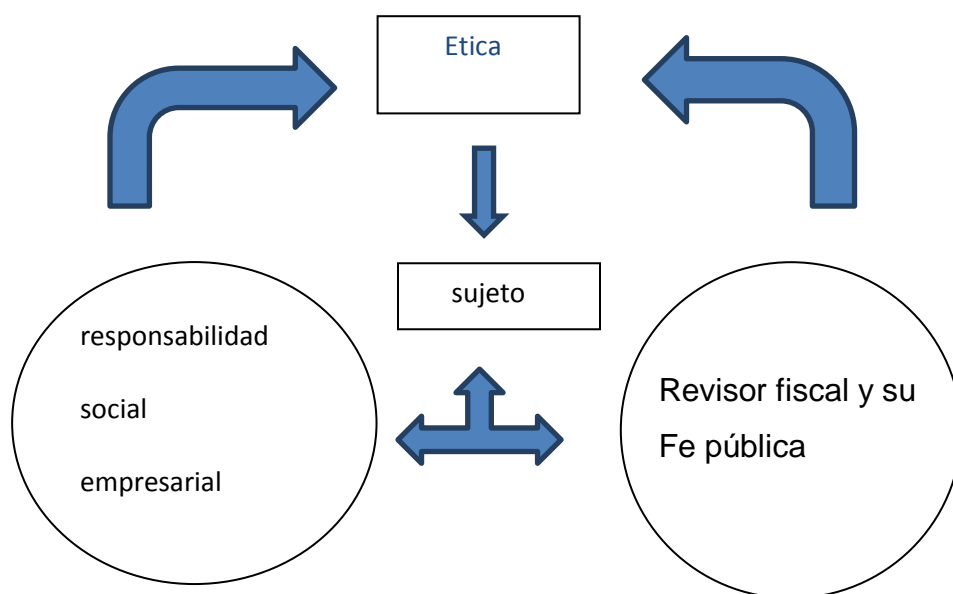 Etica
sujeto
responsabilidad
social
empresarial
Revisor fiscal y su
Fe pública